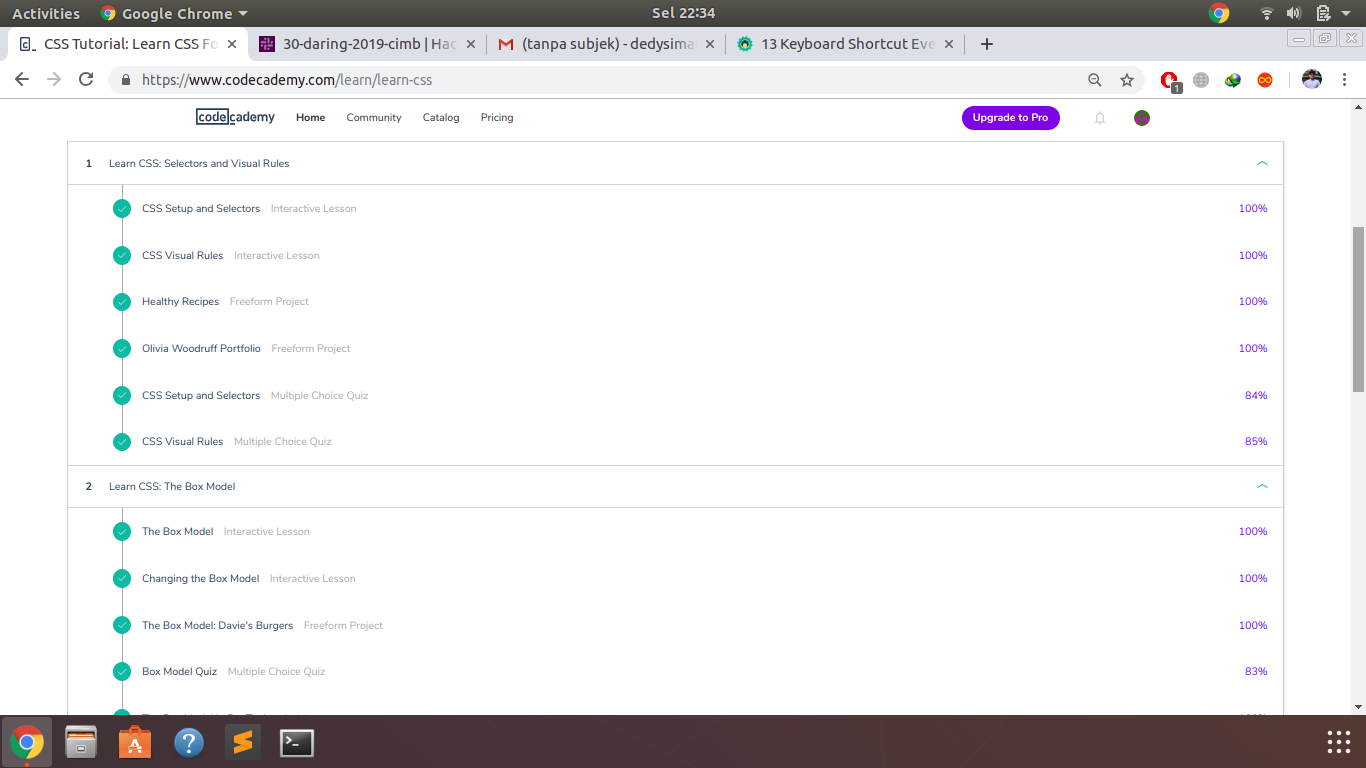 Activities Google Chrome Sel 22:34
CSS Tutorial: Learn CSS Fo 30-daring-2019-cimb | Hac (tanpa subjek) - dedysima 13 Keyboard Shortcut Eve
https://www.codecademy.com/learn/learn-css 1
codecademy Home Community Catalog Pricing Upgrade to Pro
1 Learn CSS: Selectors and Visual Rules
CSS Setup and Selectors Interactive Lesson 100%
CSS Visual Rules Interactive Lesson 100%
Healthy Recipes Freeform Project 100%
Olivia Woodruff Portfolio Freeform Project 100%
CSS Setup and Selectors Multiple Choice Quiz 84%
CSS Visual Rules Multiple Choice Quiz 85%
2 Learn CSS: The Box Model
The Box Model Interactive Lesson 100%
Changing the Box Model Interactive Lesson 100%
The Box Model: Davie's Burgers Freeform Project 100%
Box Model Quiz Multiple Choice Quiz 83%